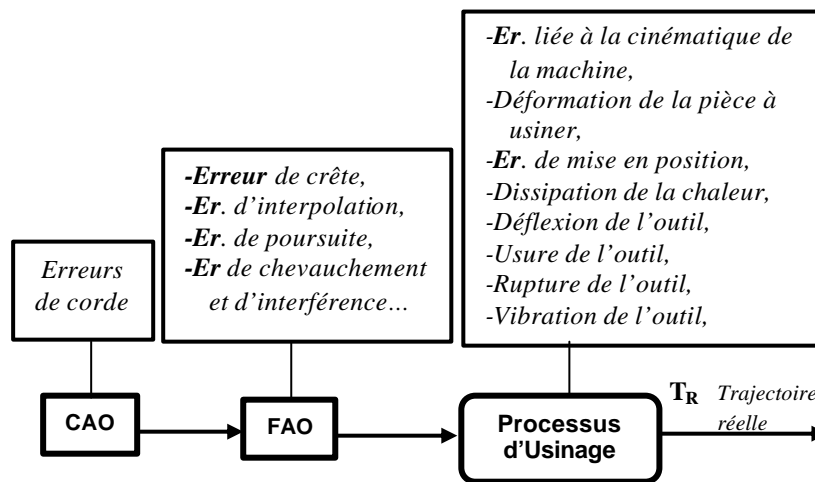 -Er. liée à la cinématique de
la machine,
-Déformation de la pièce à
usiner,
-Er. de mise en position,
-Dissipation de la chaleur,
-Déflexion de l'outil,
-Usure de l'outil,
-Rupture de l'outil,
-Vibration de l'outil,
-Erreur de crête,
-Er. d'interpolation,
-Er. de poursuite,
-Er de chevauchement
et d'interférence…
Erreurs
de corde
CAO
FAO
Processus
d'Usinage
TR Trajectoire
réelle